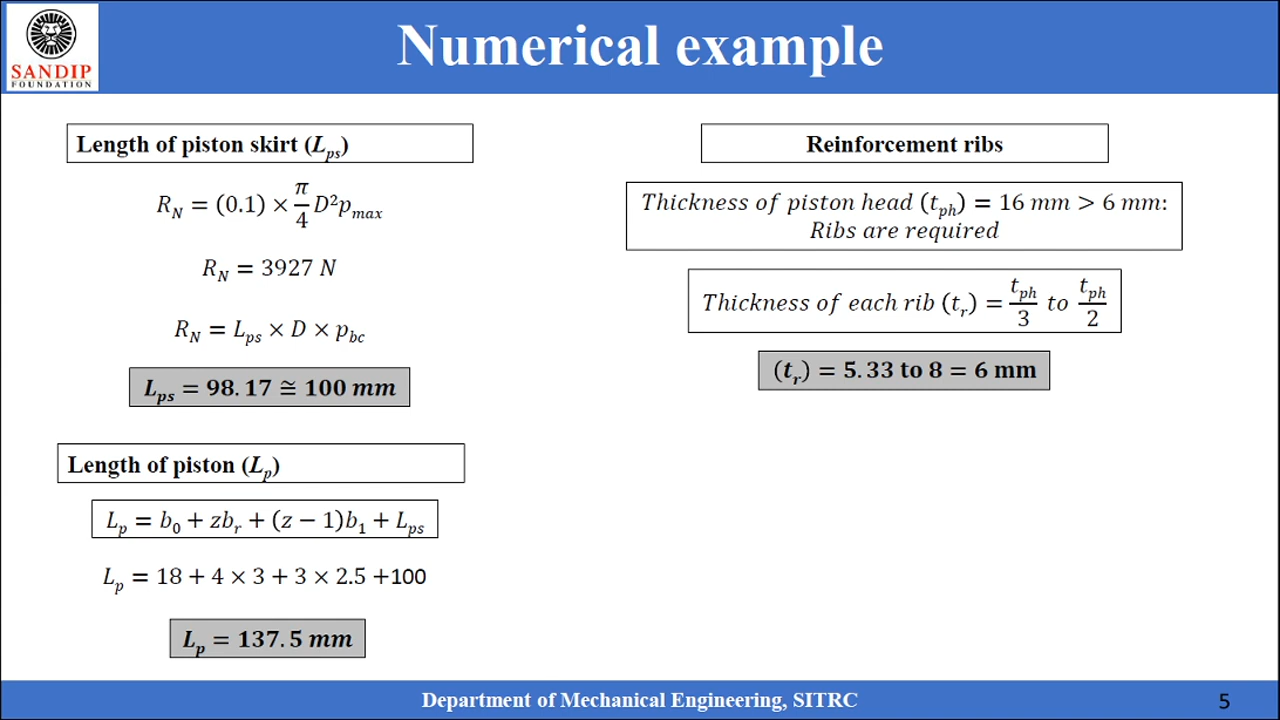 SANDIP
FOUNDATION
Numerical example
Length of piston skirt (Lps)
R_N = (0.1) × π/4 D²p_max
R_N = 3927 N
R_N = L_ps × D × p_bc
L_ps = 98.17 ≅ 100 mm
Length of piston (Lp)
L_p = b_0 + zb_r + (z − 1)b_1 + L_ps
L_p = 18 + 4 × 3 + 3 × 2.5 +100
L_p = 137.5 mm
Reinforcement ribs
Thickness of piston head (t_ph) = 16 mm > 6 mm:
Ribs are required
Thickness of each rib (t_r) = t_ph/3 to t_ph/2
(t_r) = 5.33 to 8 = 6 mm
Department of Mechanical Engineering, SITRC
5